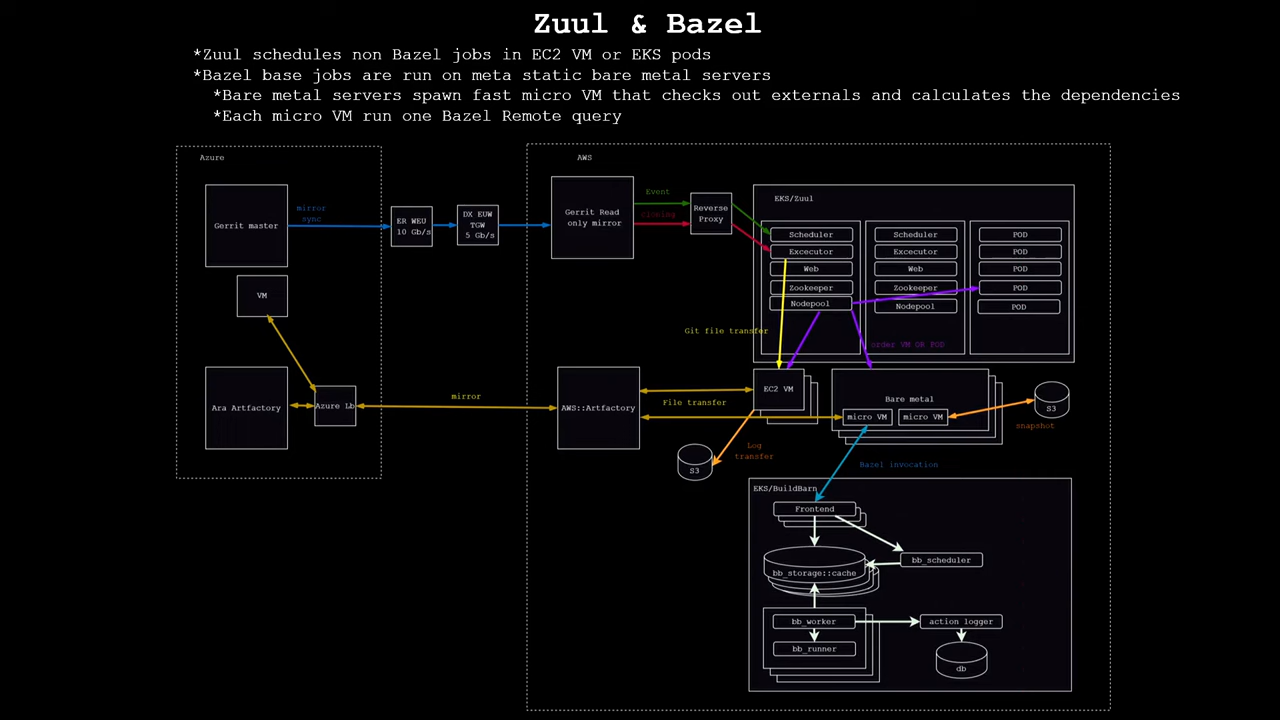 Zuul & Bazel
*Zuul schedules non Bazel jobs in EC2 VM or EKS pods
*Bazel base jobs are run on meta static bare metal servers
*Bare metal servers spawn fast micro VM that checks out externals and calculates the dependencies
*Each micro VM run one Bazel Remote query
Azure
AWS
Gerrit master
mirror
sync
ER WEU
10 Gb/s
DX EUW
TGW
5 Gb/s
Gerrit Read
only mirror
Event
cloning
Reverse
Proxy
EKS/Zuul
Scheduler
Excecutor
Web
Zookeeper
Nodepool
Scheduler
Excecutor
Web
Zookeeper
Nodepool
POD
POD
POD
POD
POD
VM
Git file transfer
order VM OR POD
Ara Artfactory
Azure Lb
mirror
AWS::Artfactory
File transfer
EC2 VM
Bare metal
micro VM
micro VM
S3
snapshot
S3
Log
transfer
Bazel invocation
EKS/BuildBarn
Frontend
bb_storage::cache
bb_scheduler
bb_worker
bb_runner
action logger
db